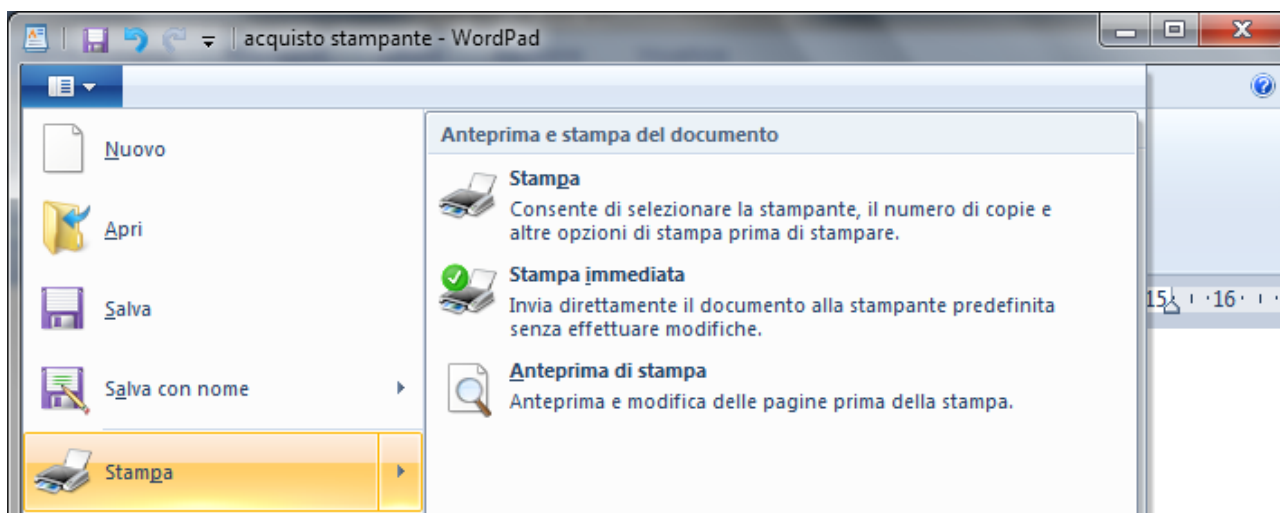 acquisto stampante - WordPad
Nuovo
Apri
Salva
Salva con nome
Stampa
Anteprima e stampa del documento
Stampa
Consente di selezionare la stampante, il numero di copie e
altre opzioni di stampa prima di stampare.
Stampa immediata
Invia direttamente il documento alla stampante predefinita
senza effettuare modifiche.
Anteprima di stampa
Anteprima e modifica delle pagine prima della stampa.
15 16